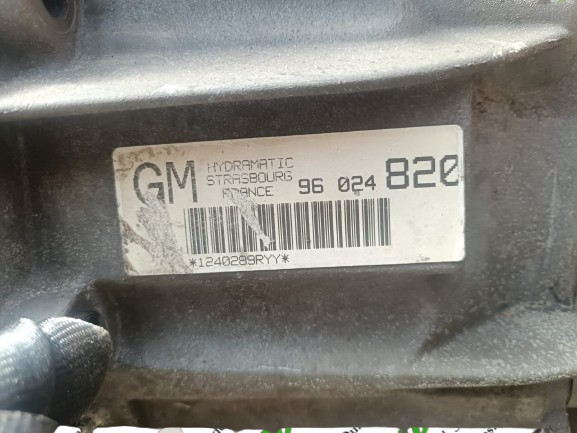 GM HYDRAMATIC
STRASBOURG
FRANCE 96 024 820
*1240289RYY*